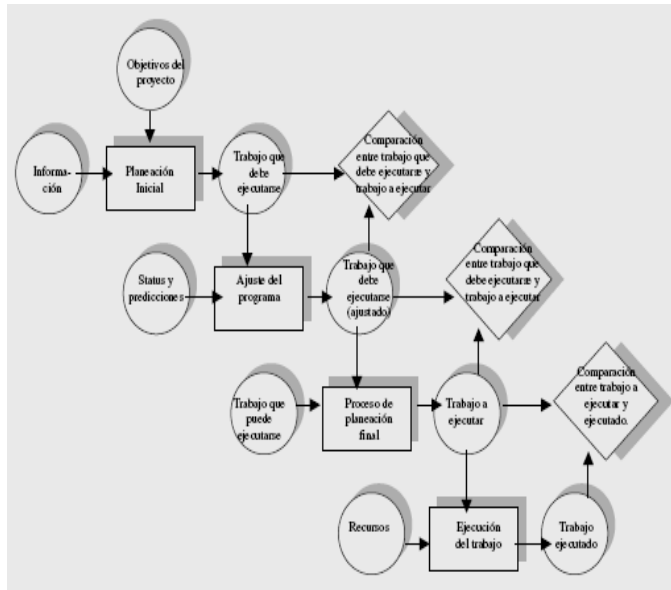 Objetivos del
proyecto
Informa-
ción
Planeación
Inicial
Trabajo que
debe
ejecutarse
Comparación
entre trabajo que
debe ejecutarse y
trabajo a ejecutar
Status y
predicciones
Ajuste del
programa
Trabajo que
debe
ejecutarse
(ajustado)
Comparación
entre trabajo que
debe ejecutarse y
trabajo a ejecutar
Trabajo que
puede
ejecutarse
Proceso de
planeación
final
Trabajo a
ejecutar
Comparación
entre trabajo a
ejecutar y
ejecutado.
Recursos
Ejecución
del trabajo
Trabajo
ejecutado